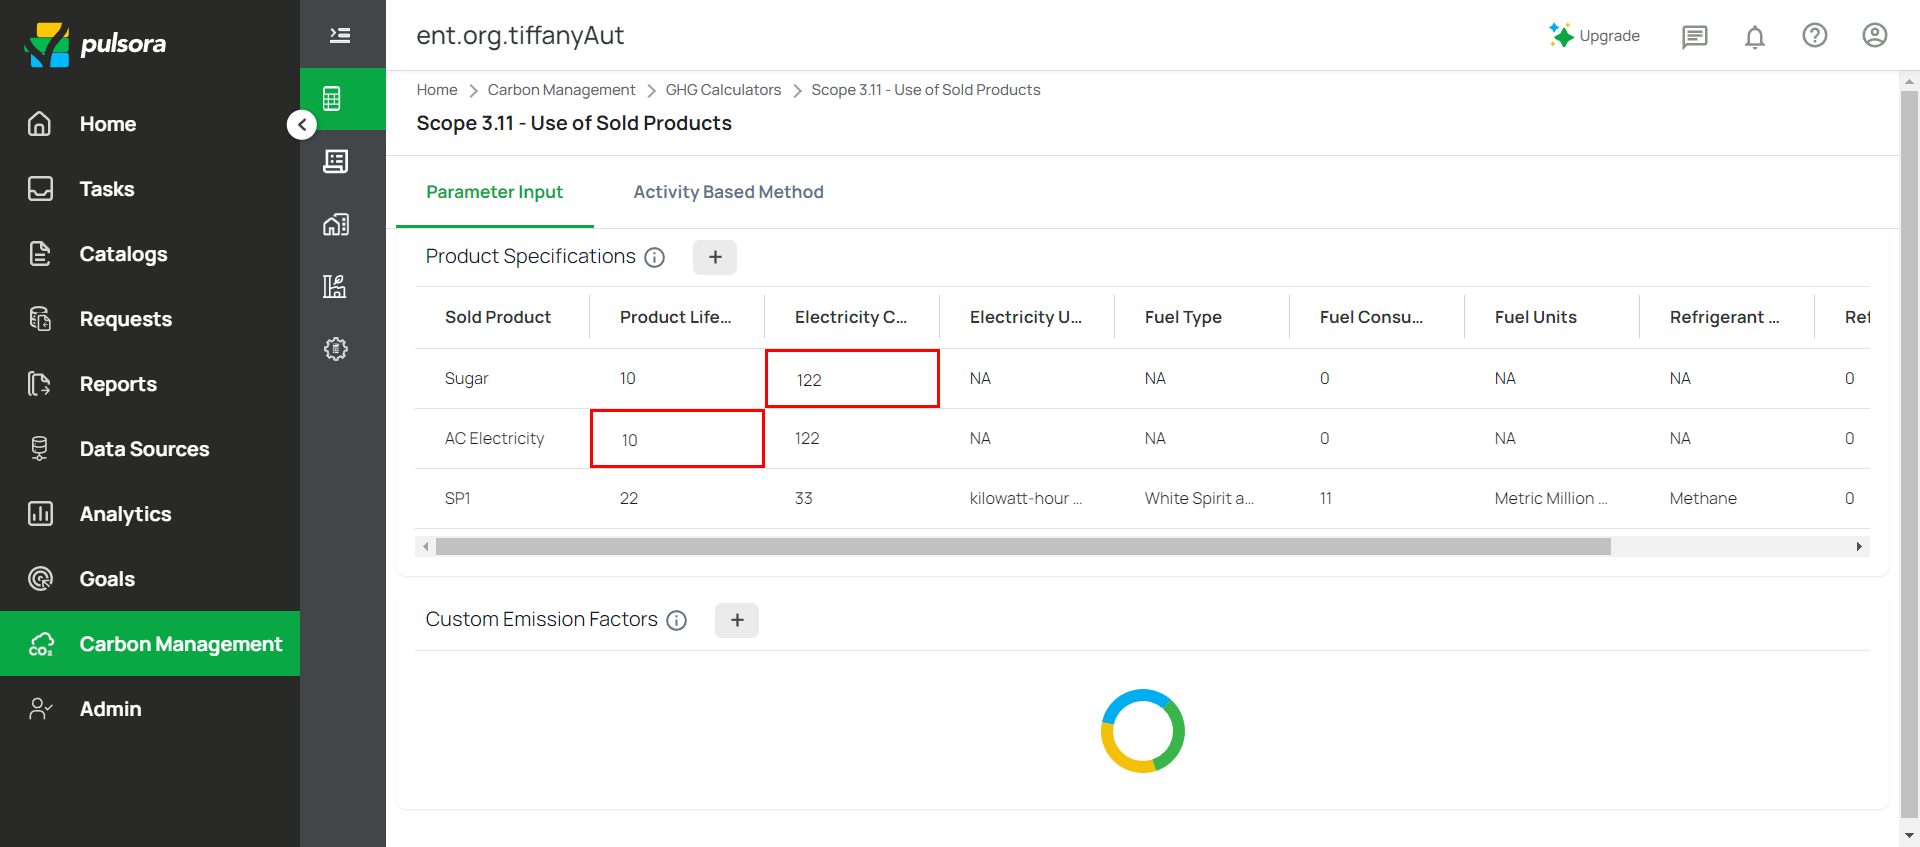 pulsora
Home
Tasks
Catalogs
Requests
Reports
Data Sources
Analytics
Goals
CO₂ Carbon Management
Admin
ent.org.tiffanyAut
Upgrade
Home Carbon Management GHG Calculators Scope 3.11 - Use of Sold Products
Scope 3.11 - Use of Sold Products
Parameter Input Activity Based Method
Product Specifications +
Sold Product Product Life... Electricity C... Electricity U... Fuel Type Fuel Consu... Fuel Units Refrigerant ... Ref
Sugar 10 122 NA NA 0 NA NA 0
AC Electricity 10 122 NA NA 0 NA NA 0
SP1 22 33 kilowatt-hour ... White Spirit a... 11 Metric Million ... Methane 0
Custom Emission Factors +